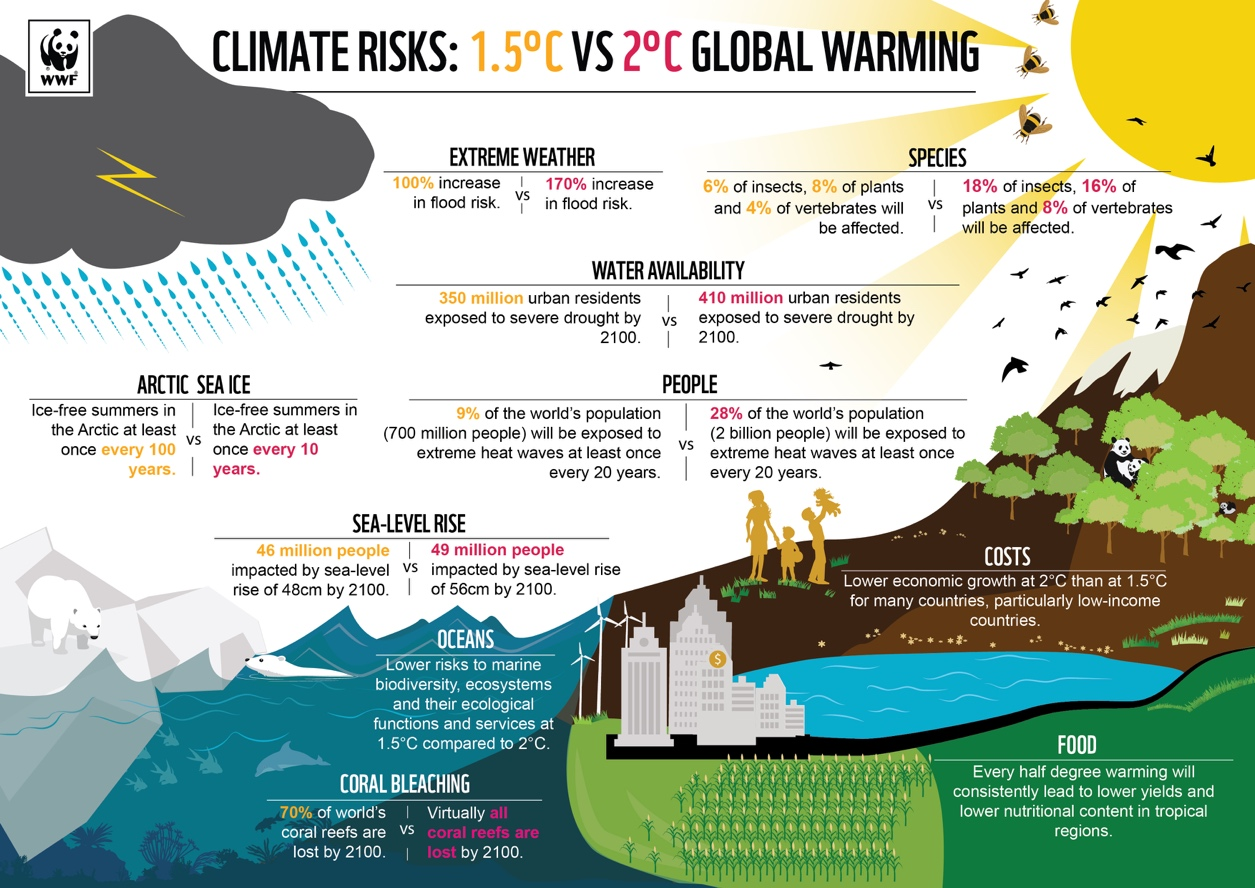 WWF
CLIMATE RISKS: 1.5°C VS 2°C GLOBAL WARMING
EXTREME WEATHER
100% increase
in flood risk.
vs
170% increase
in flood risk.
SPECIES
6% of insects, 8% of plants
and 4% of vertebrates will
be affected.
vs
18% of insects, 16% of
plants and 8% of vertebrates
will be affected.
WATER AVAILABILITY
350 million urban residents
exposed to severe drought by
2100.
vs
410 million urban residents
exposed to severe drought by
2100.
ARCTIC SEA ICE
Ice-free summers in
the Arctic at least
once every 100
years.
vs
Ice-free summers in
the Arctic at least
once every 10
years.
PEOPLE
9% of the world's population
(700 million people) will be exposed to
extreme heat waves at least once
every 20 years.
vs
28% of the world's population
(2 billion people) will be exposed to
extreme heat waves at least once
every 20 years.
SEA-LEVEL RISE
46 million people
impacted by sea-level
rise of 48cm by 2100.
vs
49 million people
impacted by sea-level rise
of 56cm by 2100.
COSTS
Lower economic growth at 2°C than at 1.5°C
for many countries, particularly low-income
countries.
OCEANS
Lower risks to marine
biodiversity, ecosystems
and their ecological
functions and services at
1.5°C compared to 2°C.
$
FOOD
Every half degree warming will
consistently lead to lower yields and
lower nutritional content in tropical
regions.
CORAL BLEACHING
70% of world's
coral reefs are
lost by 2100.
vs
Virtually all
coral reefs are
lost by 2100.